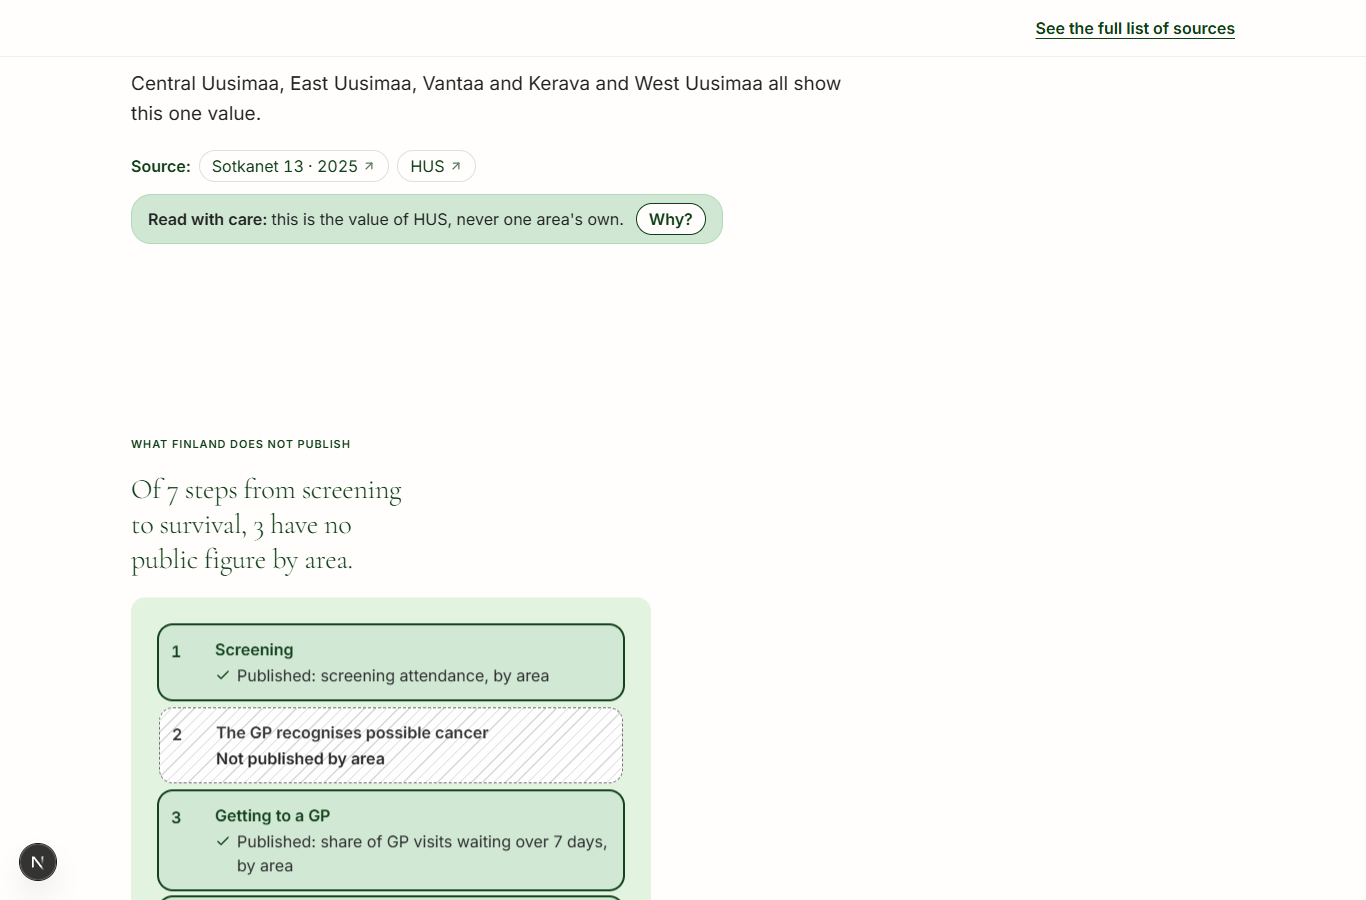 See the full list of sources
Central Uusimaa, East Uusimaa, Vantaa and Kerava and West Uusimaa all show
this one value.
Source: Sotkanet 13 · 2025 ↗ HUS ↗
Read with care: this is the value of HUS, never one area's own. Why?
WHAT FINLAND DOES NOT PUBLISH
Of 7 steps from screening
to survival, 3 have no
public figure by area.
1 Screening
✓ Published: screening attendance, by area
2 The GP recognises possible cancer
Not published by area
3 Getting to a GP
✓ Published: share of GP visits waiting over 7 days,
by area
N